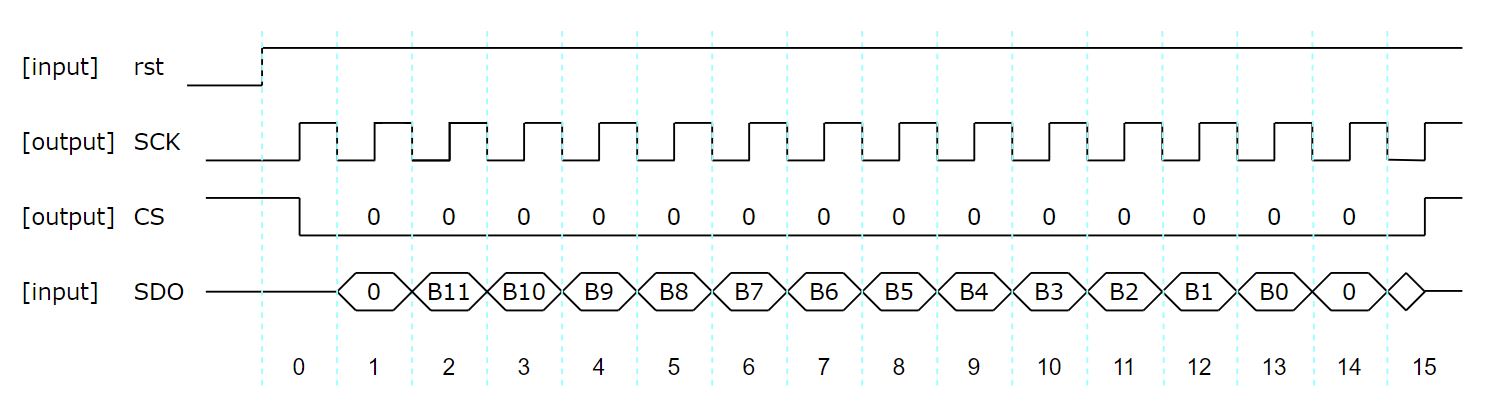 [input] rst
[output] SCK
[output] CS 0 0 0 0 0 0 0 0 0 0 0 0 0 0
[input] SDO 0 B11 B10 B9 B8 B7 B6 B5 B4 B3 B2 B1 B0 0
0 1 2 3 4 5 6 7 8 9 10 11 12 13 14 15